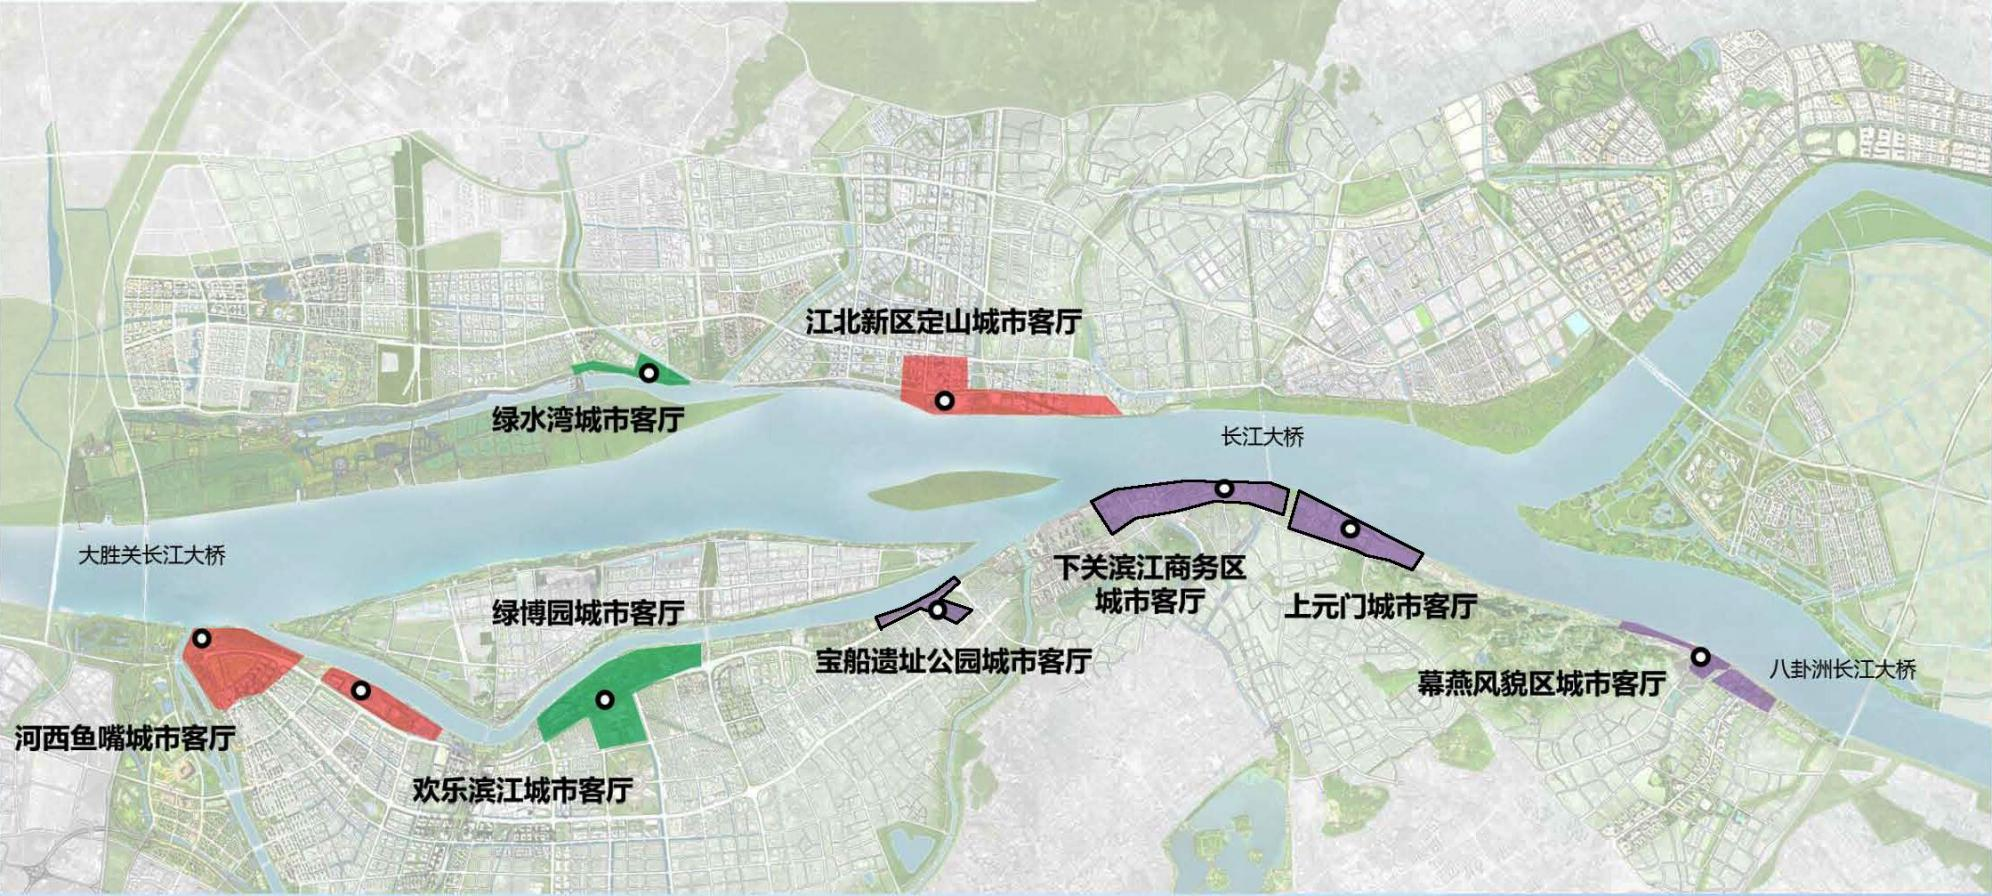 江北新区定山城市客厅
绿水湾城市客厅
长江大桥
大胜关长江大桥
下关滨江商务区
城市客厅
绿博园城市客厅
上元门城市客厅
宝船遗址公园城市客厅
八卦洲长江大桥
幕燕风貌区城市客厅
河西鱼嘴城市客厅
欢乐滨江城市客厅